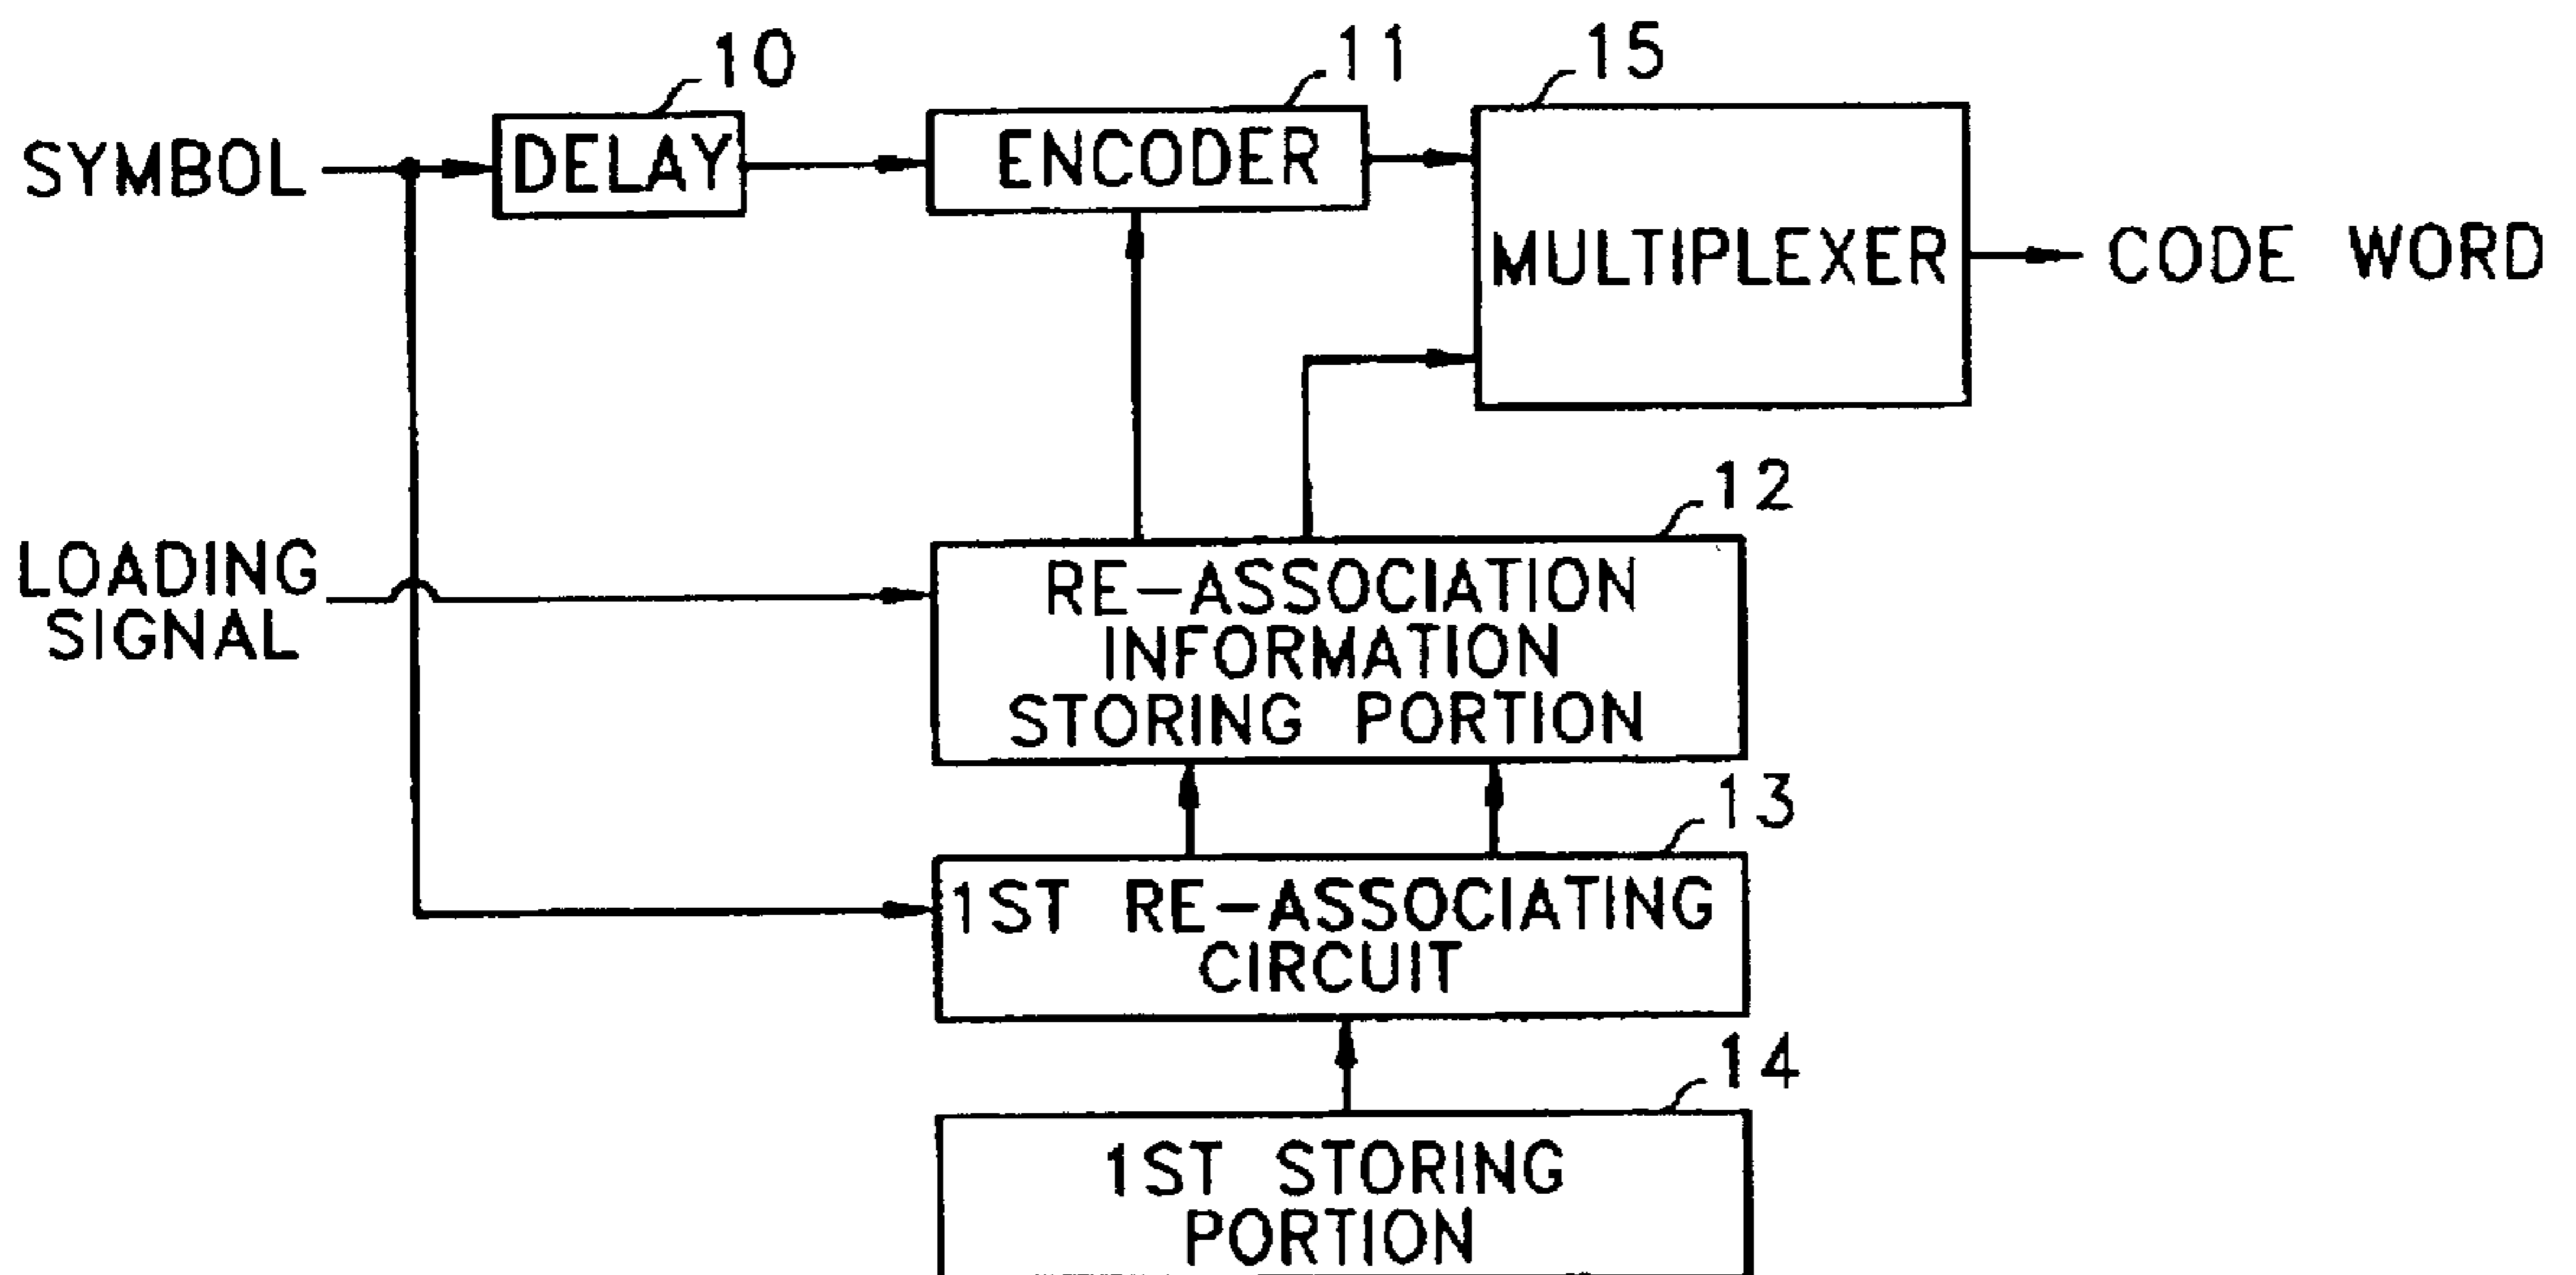 10
11
15
SYMBOL
DELAY
ENCODER
MULTIPLEXER
CODE WORD
12
LOADING
SIGNAL
RE-ASSOCIATION
INFORMATION
STORING PORTION
13
1ST RE-ASSOCIATING
CIRCUIT
14
1ST STORING
PORTION